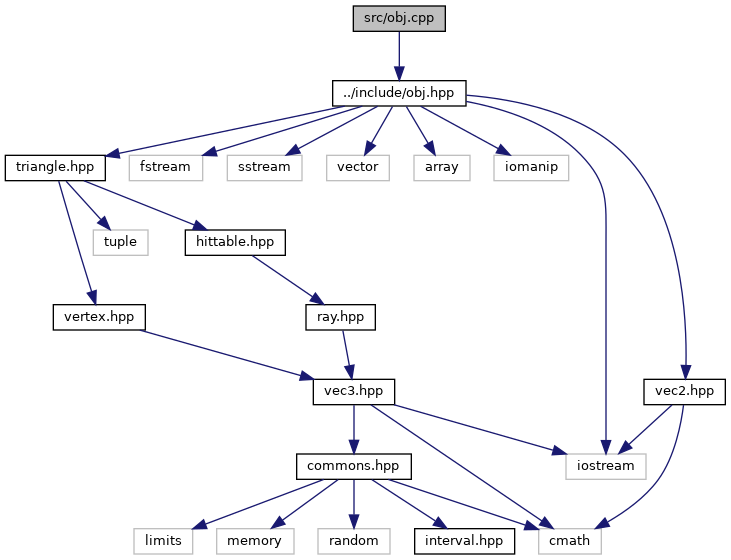 src/obj.cpp
../include/obj.hpp
triangle.hpp
fstream
sstream
vector
array
iomanip
tuple
hittable.hpp
vertex.hpp
ray.hpp
vec3.hpp
vec2.hpp
commons.hpp
iostream
limits
memory
random
interval.hpp
cmath